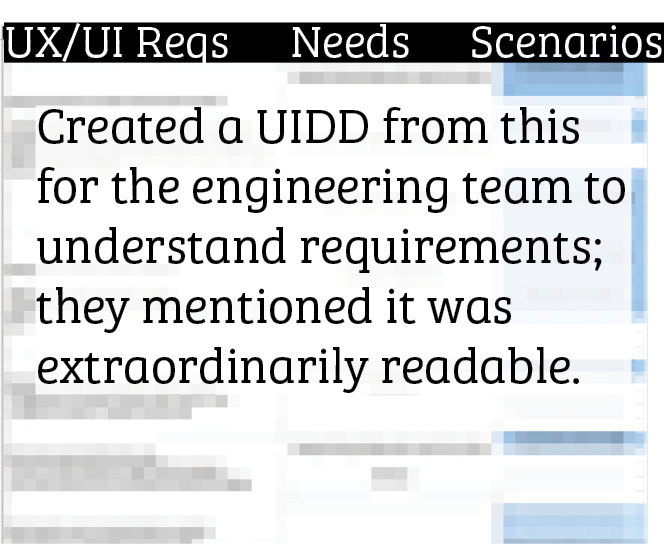 UX/UI Reqs Needs Scenarios
Created a UIDD from this
for the engineering team to
understand requirements;
they mentioned it was
extraordinarily readable.